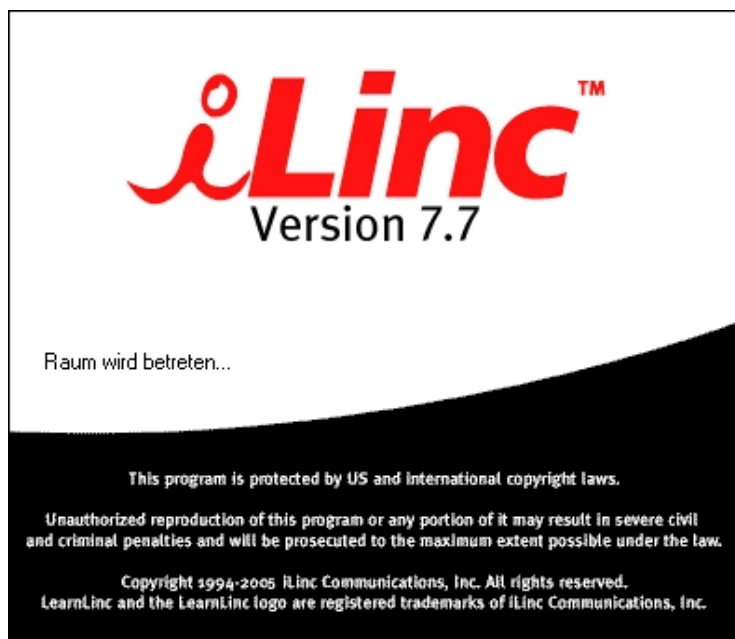 iLinc™
Version 7.7
Raum wird betreten...
This program is protected by US and international copyright laws.
Unauthorized reproduction of this program or any portion of it may result in severe civil
and criminal penalties and will be prosecuted to the maximum extent possible under the law.
Copyright 1994-2005 iLinc Communications, Inc. All rights reserved.
LearnLinc and the LearnLinc logo are registered trademarks of iLinc Communications, Inc.